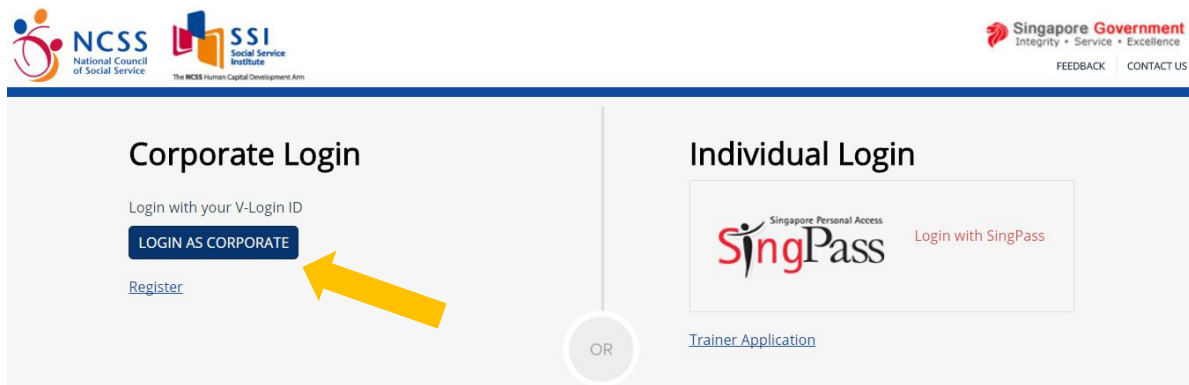 NCSS
National Council
of Social Service
SSI
Social Service
Institute
The NCSS Human Capital Development Arm
Singapore Government
Integrity • Service • Excellence
FEEDBACK
CONTACT US
Corporate Login
Login with your V-Login ID
LOGIN AS CORPORATE
Register
OR
Individual Login
Singapore Personal Access
SingPass
Login with SingPass
Trainer Application